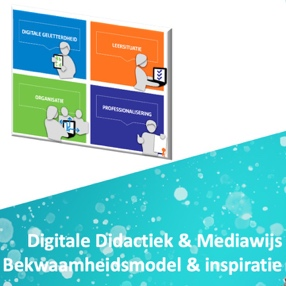 DIGITALE GELETTERDHEID
LEERSITUATIE
ORGANISATIE
PROFESSIONALISERING
Digitale Didactiek & Mediawijs
Bekwaamheidsmodel & inspiratie